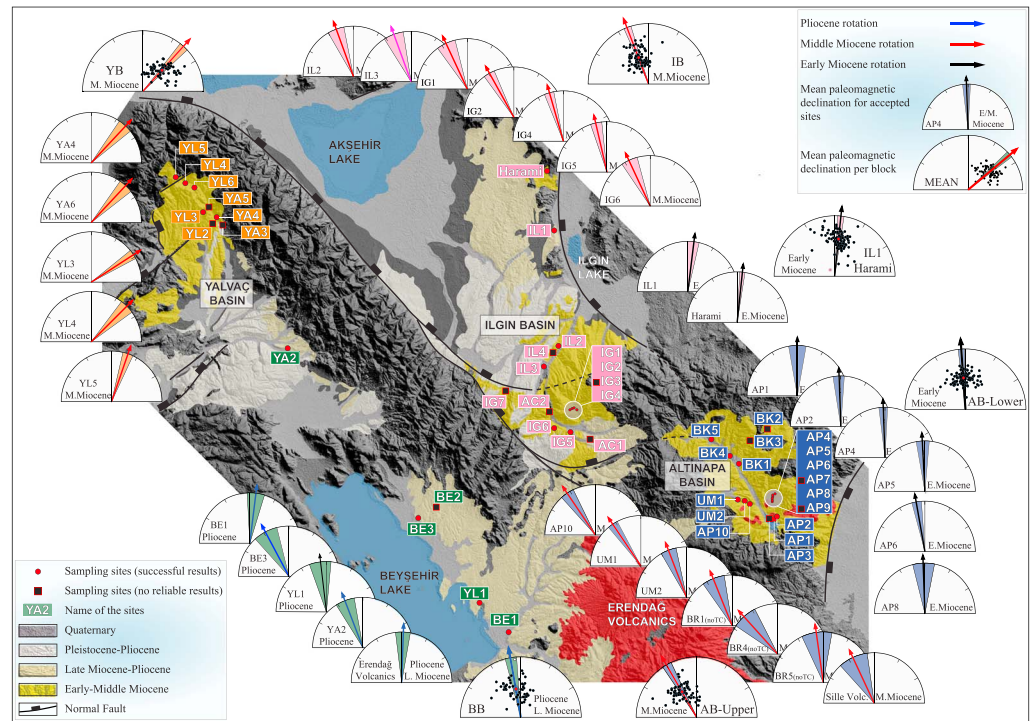 YB
M. Miocene
IL2
M
IL3
M
IG1
M
IG2
M
IG4
M
IG5
M
IG6
M.Miocene
IB
M.Miocene
Pliocene rotation
Middle Miocene rotation
Early Miocene rotation
Mean paleomagnetic
declination for accepted
sites
AP4
E/M.
Miocene
Mean paleomagnetic
declination per block
MEAN
YA4
M.Miocene
YA6
M.Miocene
YL3
M.Miocene
YL4
M.Miocene
YL5
M.Miocene
YL5
YL4
YL6
YA5
YL3
YA4
YL2
YA3
YALVAÇ
BASIN
YA2
AKŞEHİR
LAKE
Harami
IL1
ILGIN
LAKE
ILGIN BASIN
IL2
IL4
IL3
IG1
IG2
IG3
IG4
IG7
AC2
IG6
IG5
AC1
IL1
E
Harami
E.Miocene
Early
Miocene
IL1
Harami
AP1
E
AP2
E
AP4
E
AP5
E.Miocene
AP6
E.Miocene
AP8
E.Miocene
Early
Miocene
AB-Lower
BK2
BK5
BK3
BK4
BK1
ALTINAPA
BASIN
UM1
UM2
AP10
AP4
AP5
AP6
AP7
AP8
AP9
AP2
AP1
AP3
BE2
BE3
BEYŞEHİR
LAKE
YL1
BE1
ERENDAĞ
VOLCANICS
BE1
Pliocene
BE3
Pliocene
YL1
Pliocene
YA2
Pliocene
Erendağ
Volcanics
Pliocene
L. Miocene
BB
Pliocene
L. Miocene
AP10
M
UM1
M
UM2
M
BR1(noTC)
M
BR4(noTC)
M
BR5(noTC)
M
Sille Volc.
M.Miocene
M.Miocene
AB-Upper
Sampling sites (successful results)
Sampling sites (no reliable results)
YA2
Name of the sites
Quaternary
Pleistocene-Pliocene
Late Miocene-Pliocene
Early-Middle Miocene
Normal Fault